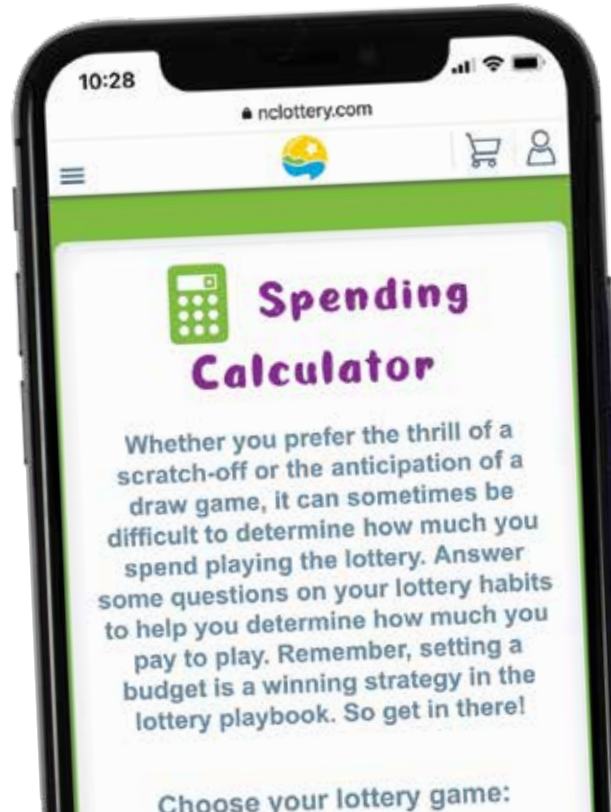 10:28
nclottery.com
Spending
Calculator
Whether you prefer the thrill of a
scratch-off or the anticipation of a
draw game, it can sometimes be
difficult to determine how much you
spend playing the lottery. Answer
some questions on your lottery habits
to help you determine how much you
pay to play. Remember, setting a
budget is a winning strategy in the
lottery playbook. So get in there!
Choose your lottery game: